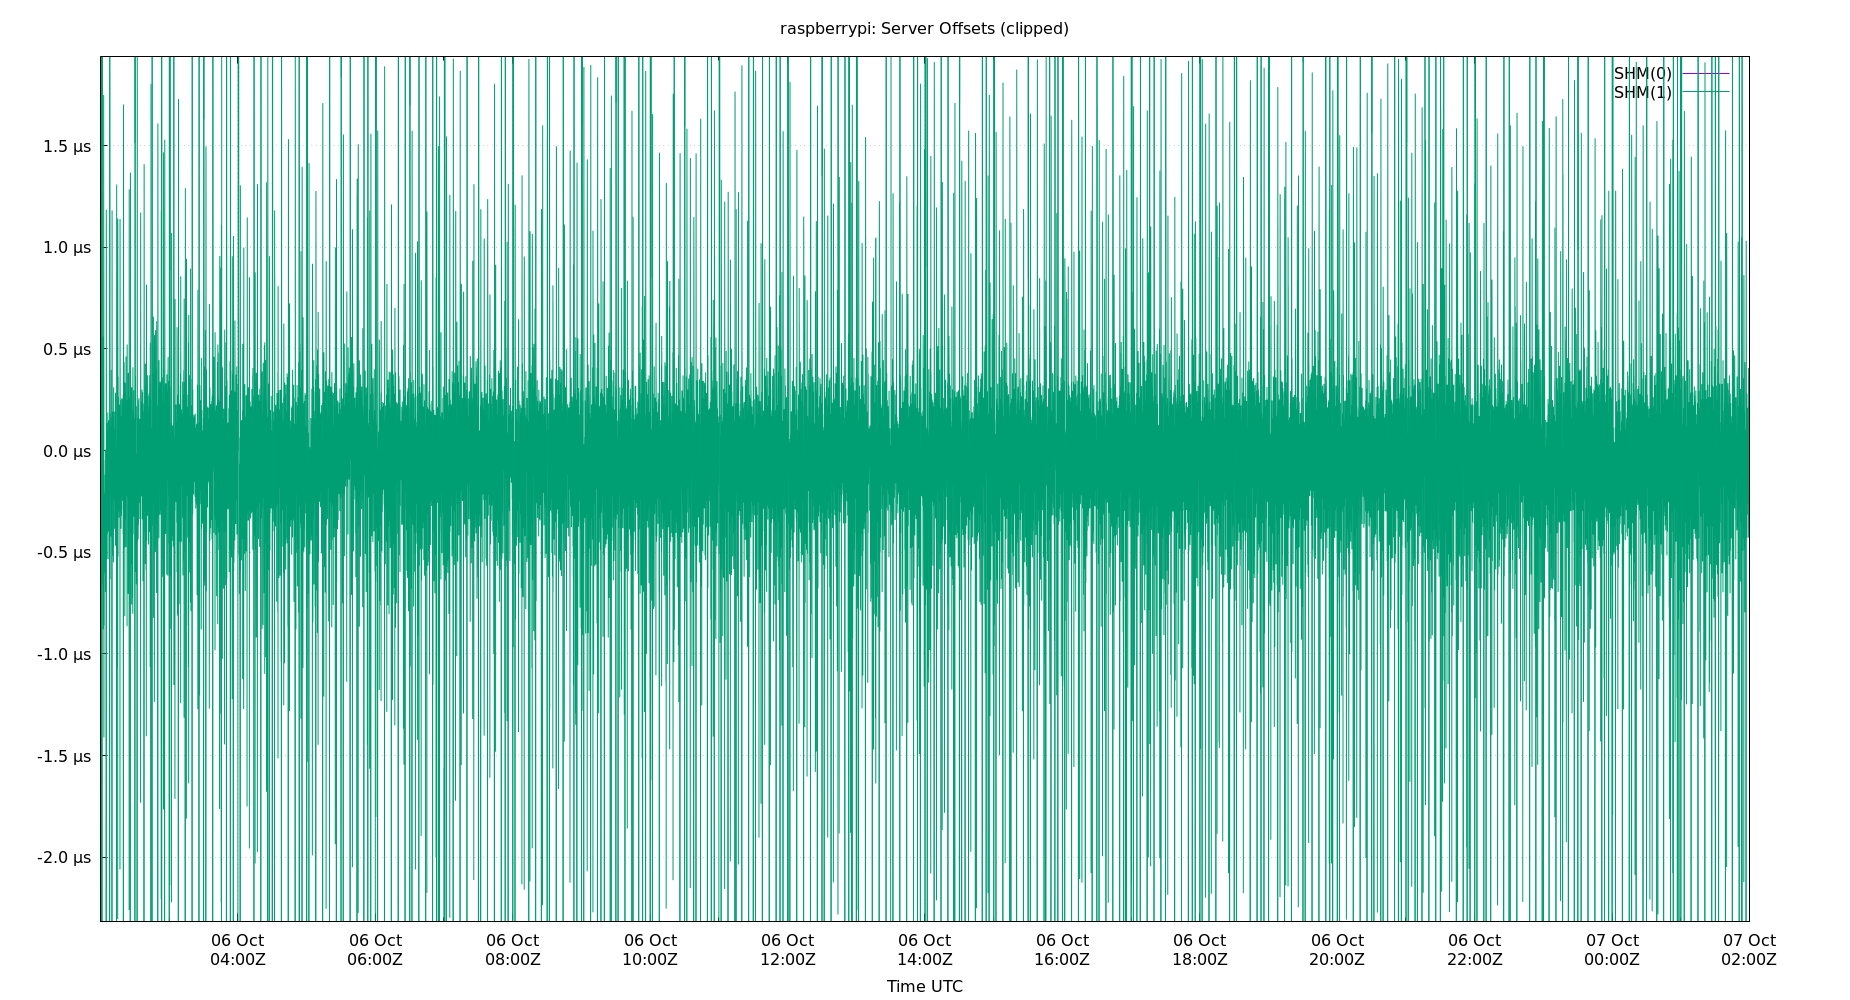 raspberrypi: Server Offsets (clipped)
SHM(0)
SHM(1)
1.5 µs
1.0 µs
0.5 µs
0.0 µs
-0.5 µs
-1.0 µs
-1.5 µs
-2.0 µs
06 Oct 06 Oct 06 Oct 06 Oct 06 Oct 06 Oct 06 Oct 06 Oct 06 Oct 06 Oct 07 Oct 07 Oct
04:00Z 06:00Z 08:00Z 10:00Z 12:00Z 14:00Z 16:00Z 18:00Z 20:00Z 22:00Z 00:00Z 02:00Z
Time UTC